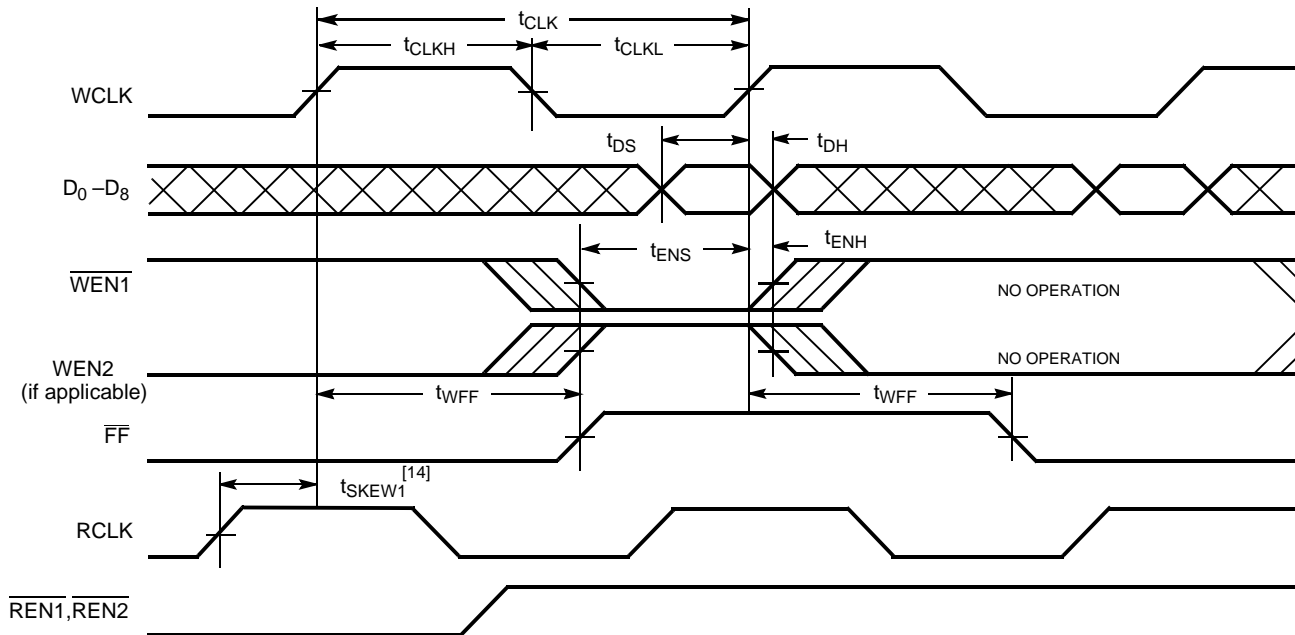 tCLK
tCLKH
tCLKL
WCLK
tDS
tDH
D0 –D8
tENS
tENH
WEN1
NO OPERATION
WEN2
(if applicable)
NO OPERATION
tWFF
tWFF
FF
tSKEW1[14]
RCLK
REN1,REN2